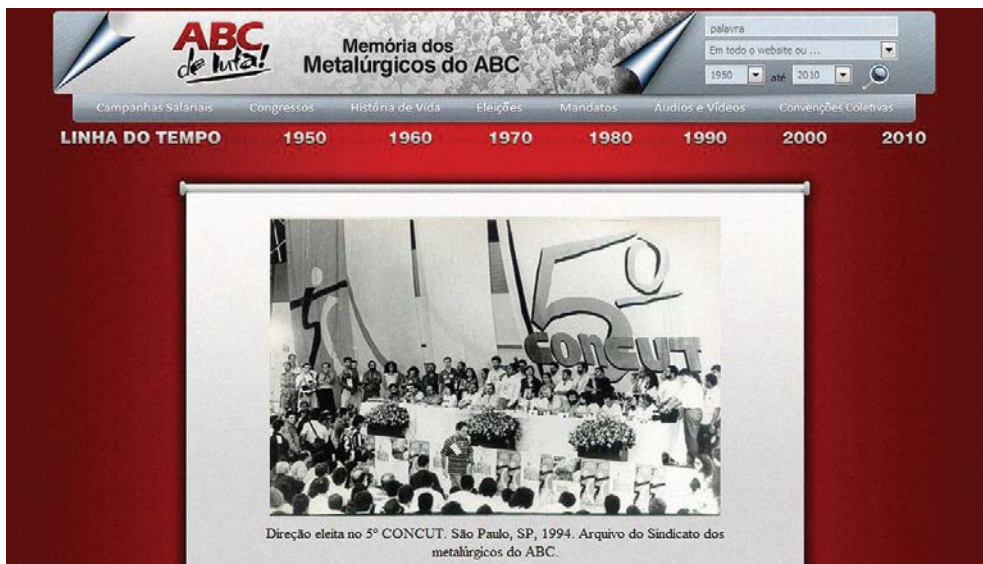 ABC
de luta!
Memória dos
Metalúrgicos do ABC
palavra
Em todo o website ou ...
1950 até 2010
Campanhas Salariais Congressos História de Vida Eleições Mandatos Áudios e Vídeos Convenções Coletivas
LINHA DO TEMPO 1950 1960 1970 1980 1990 2000 2010
5º
CONCUT
Direção eleita no 5º CONCUT. São Paulo, SP, 1994. Arquivo do Sindicato dos
metalúrgicos do ABC.